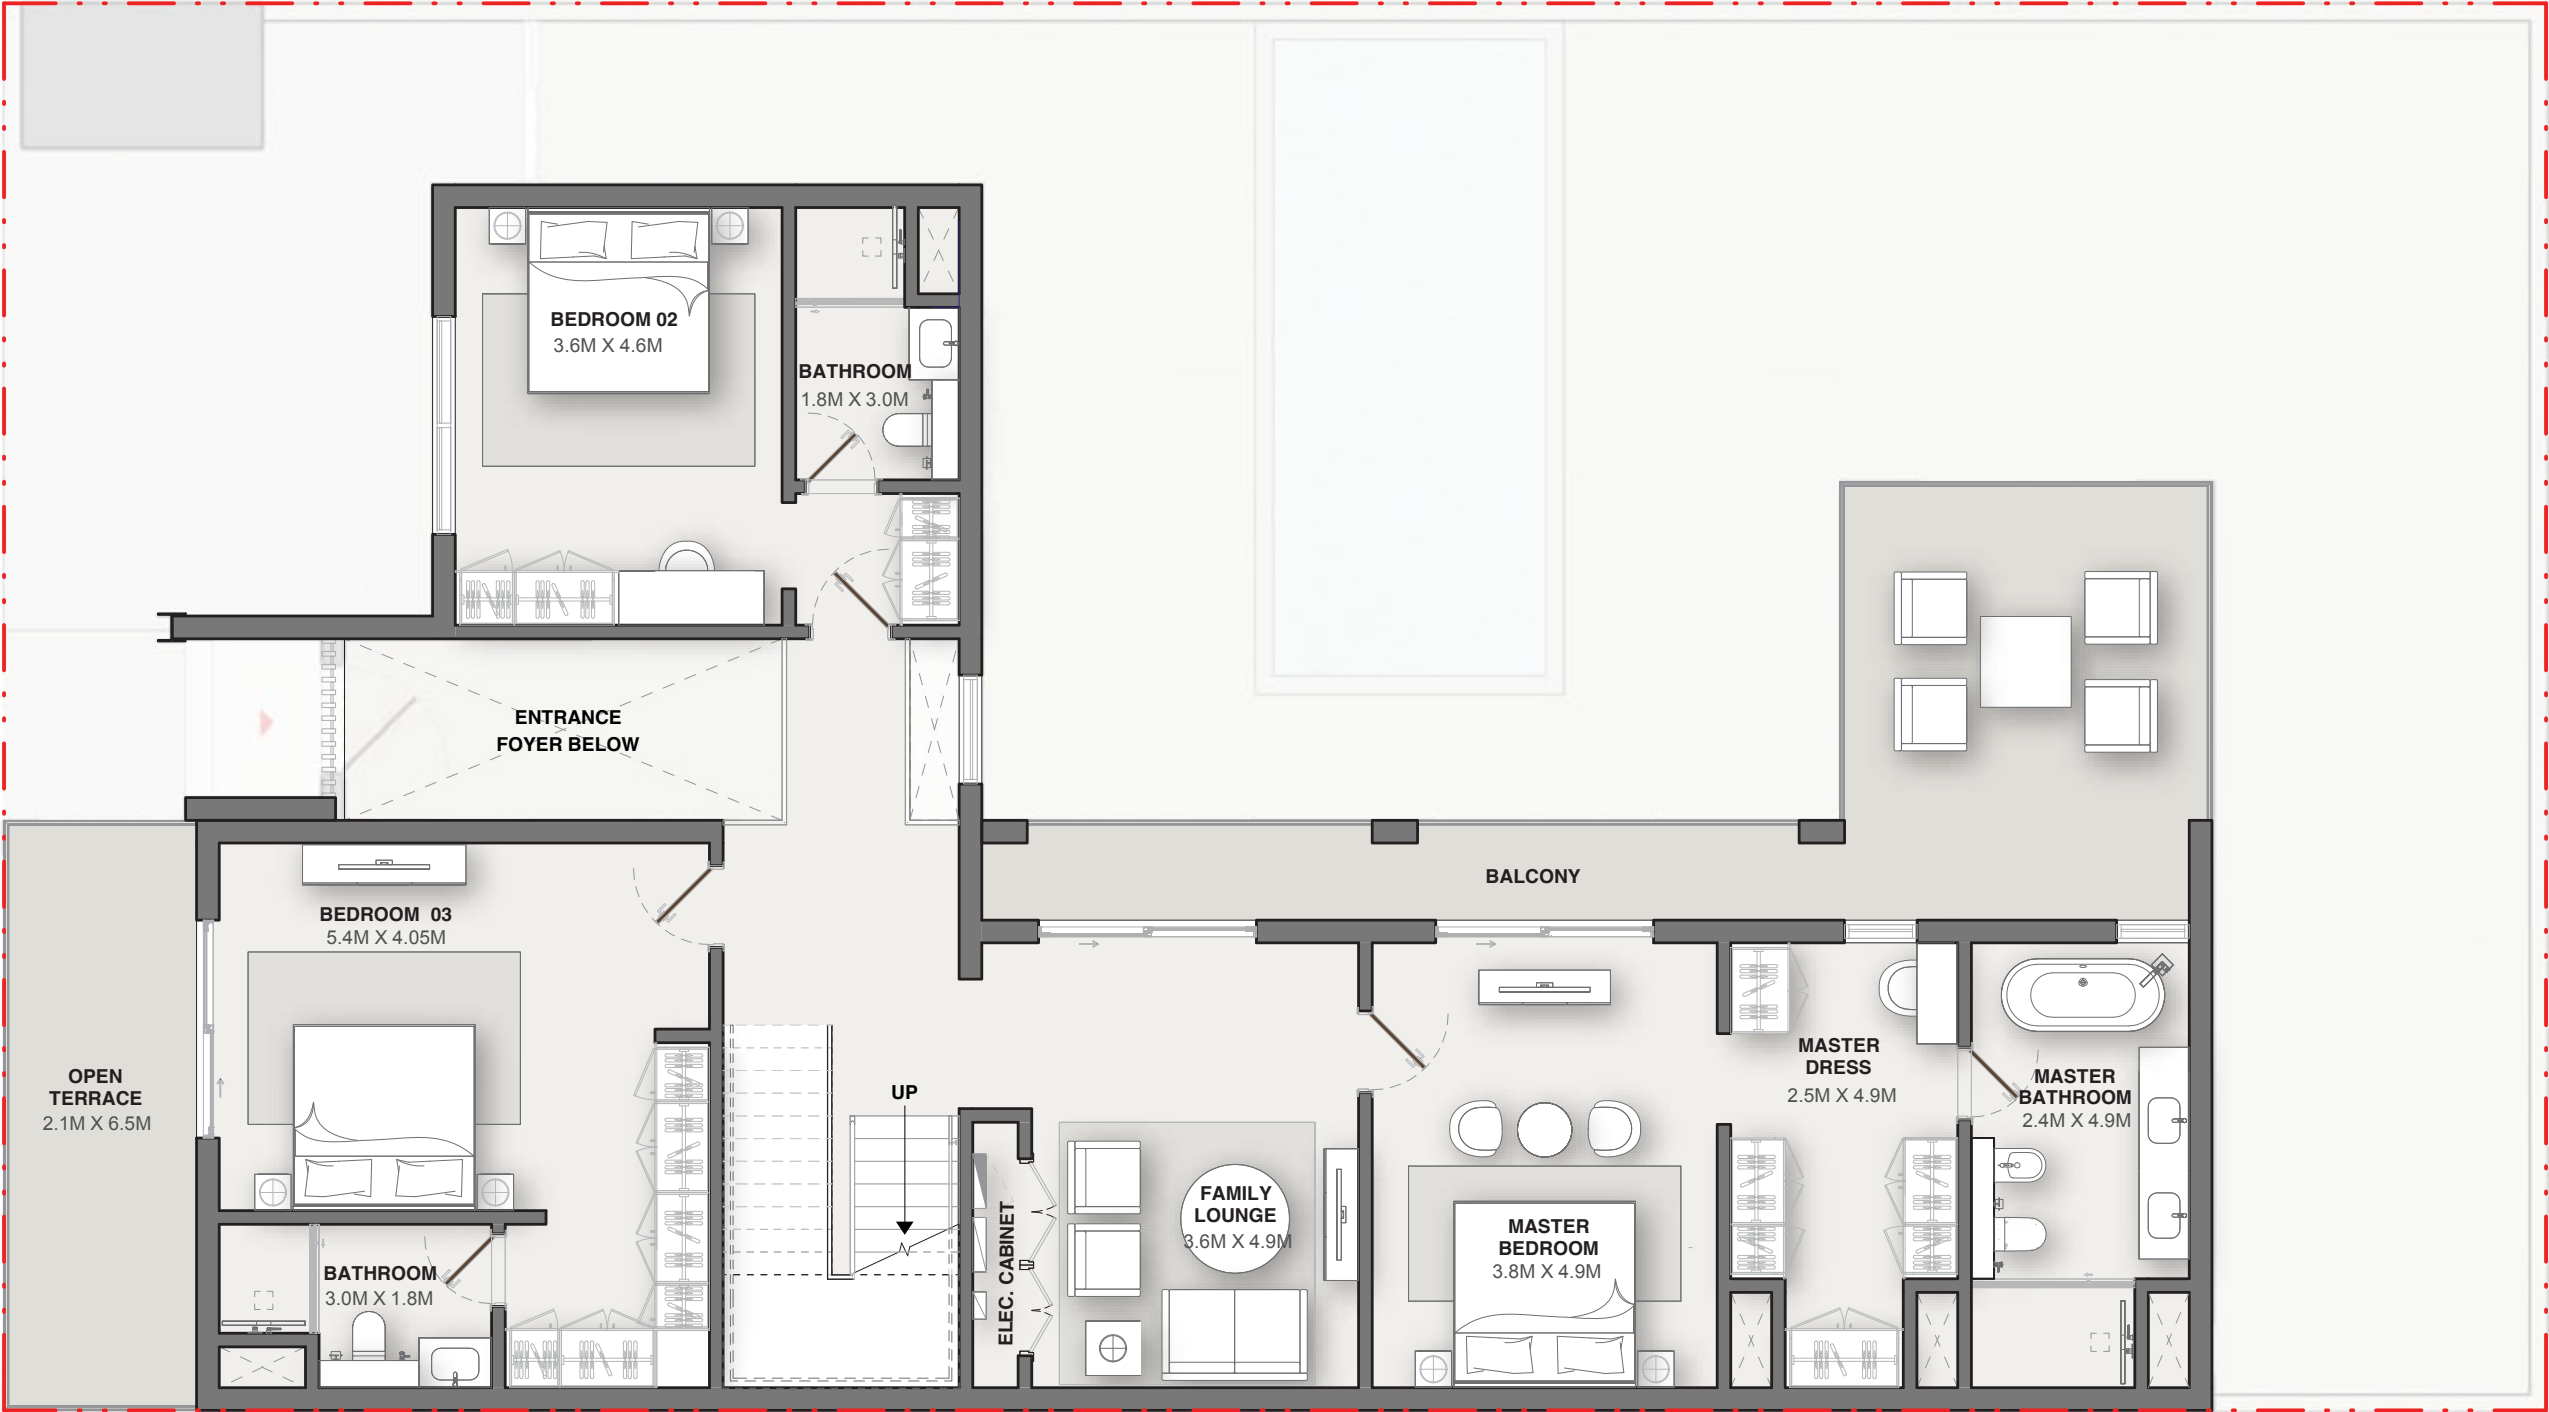 BEDROOM 02
3.6M X 4.6M
BATHROOM
1.8M X 3.0M
ENTRANCE
FOYER BELOW
BALCONY
BEDROOM 03
5.4M X 4.05M
OPEN
TERRACE
2.1M X 6.5M
UP
BATHROOM
3.0M X 1.8M
ELEC. CABINET
FAMILY
LOUNGE
3.6M X 4.9M
MASTER
BEDROOM
3.8M X 4.9M
MASTER
DRESS
2.5M X 4.9M
MASTER
BATHROOM
2.4M X 4.9M